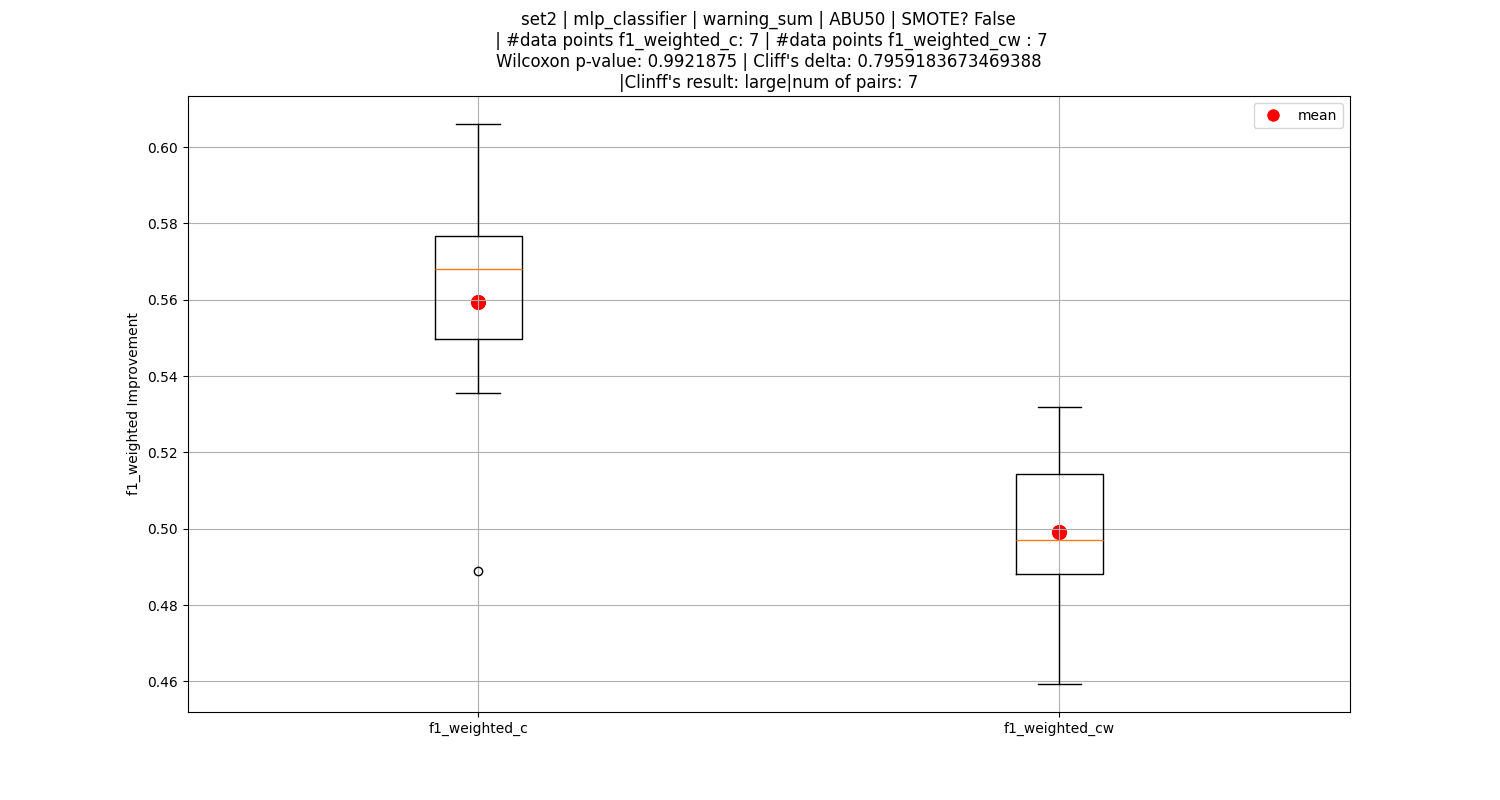 set2 | mlp_classifier | warning_sum | ABU50 | SMOTE? False
| #data points f1_weighted_c: 7 | #data points f1_weighted_cw : 7
Wilcoxon p-value: 0.9921875 | Cliff's delta: 0.7959183673469388
|Clinff's result: large|num of pairs: 7
mean
f1_weighted Improvement
0.60
0.58
0.56
0.54
0.52
0.50
0.48
0.46
f1_weighted_c
f1_weighted_cw